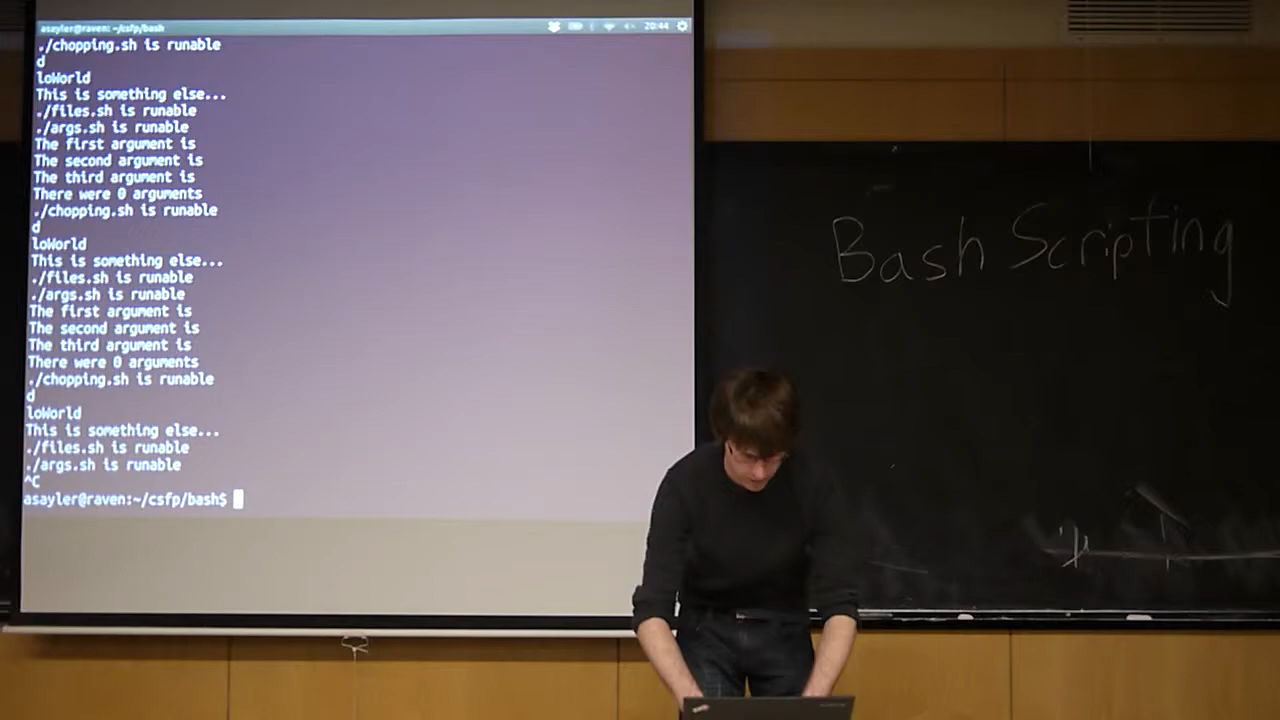 asayler@raven: ~/csfp/bash
20:44
./chopping.sh is runable
d
loWorld
This is something else...
./files.sh is runable
./args.sh is runable
The first argument is
The second argument is
The third argument is
There were 0 arguments
./chopping.sh is runable
d
loWorld
This is something else...
./files.sh is runable
./args.sh is runable
The first argument is
The second argument is
The third argument is
There were 0 arguments
./chopping.sh is runable
d
loWorld
This is something else...
./files.sh is runable
./args.sh is runable
^C
asayler@raven:~/csfp/bash$
Bash Scripting